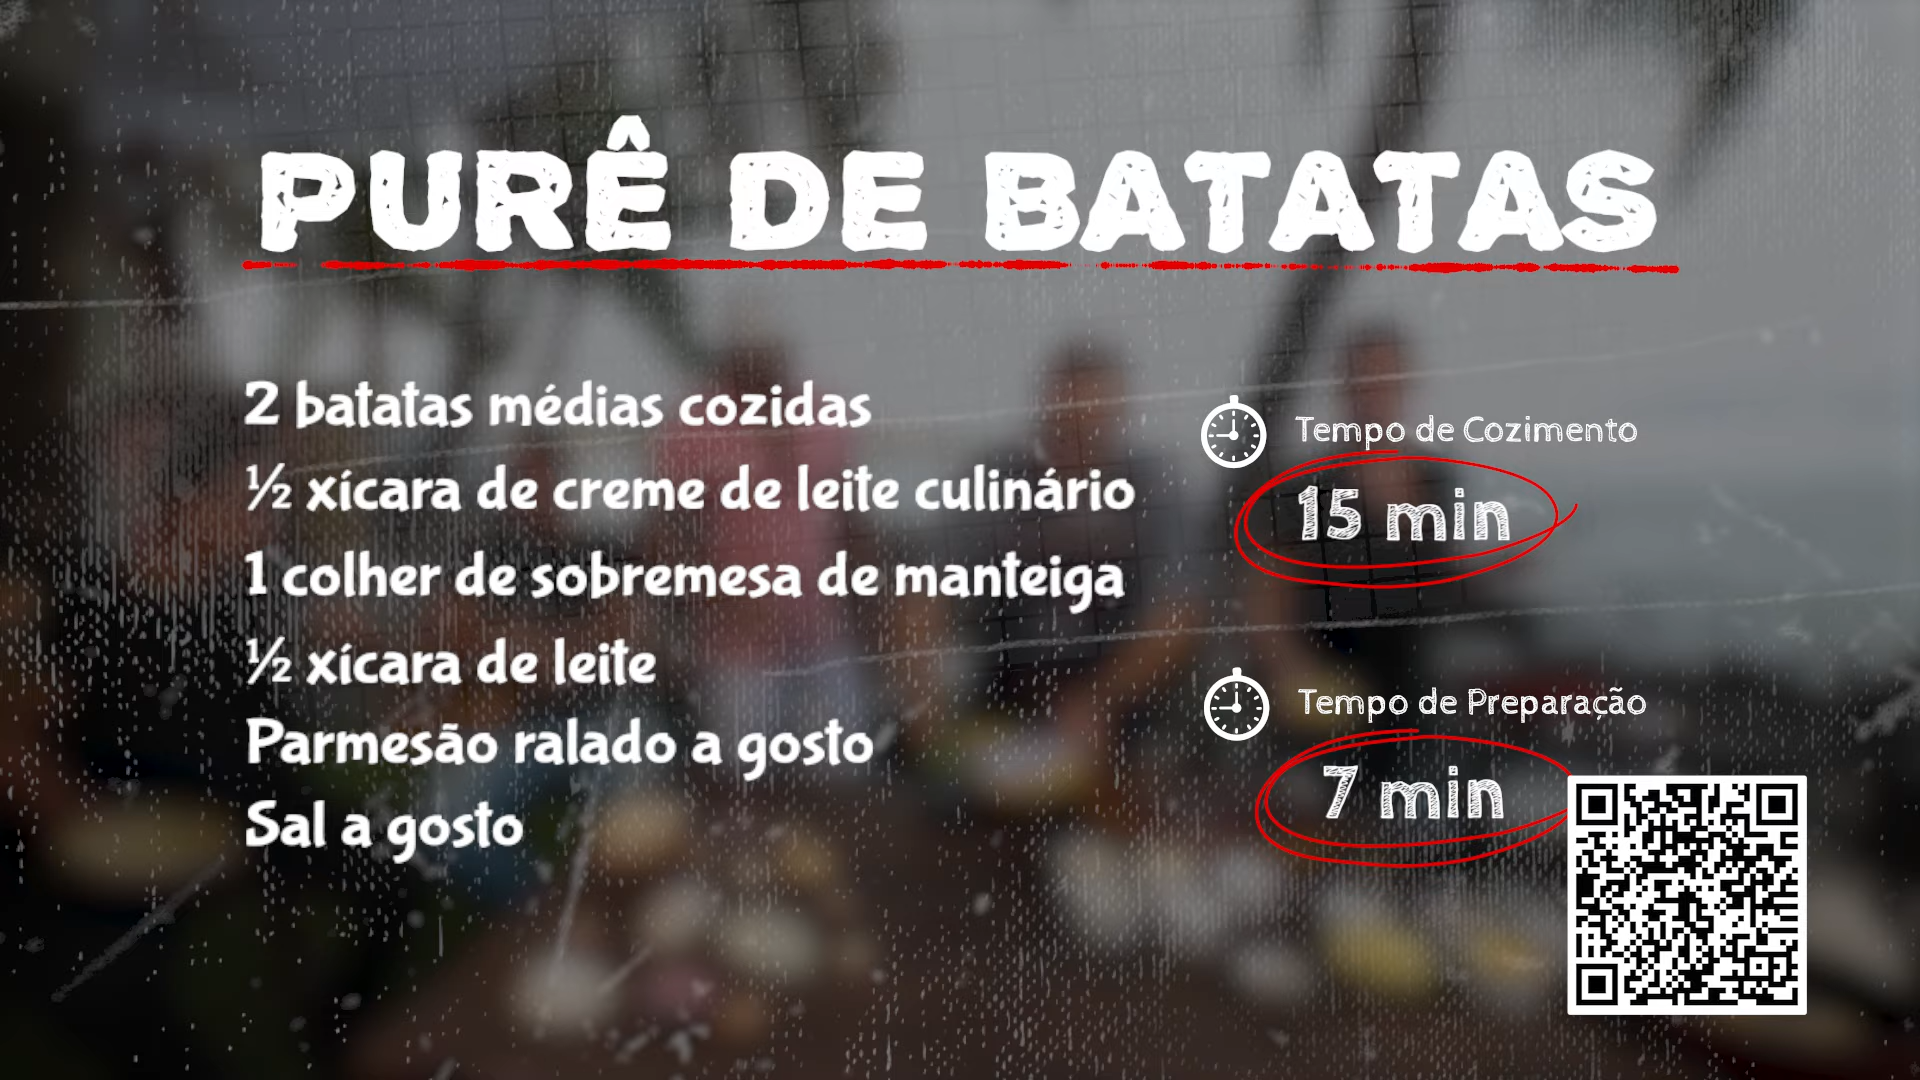 PURÊ DE BATATAS
2 batatas médias cozidas
½ xícara de creme de leite culinário
1 colher de sobremesa de manteiga
½ xícara de leite
Parmesão ralado a gosto
Sal a gosto
Tempo de Cozimento
15 min
Tempo de Preparação
7 min